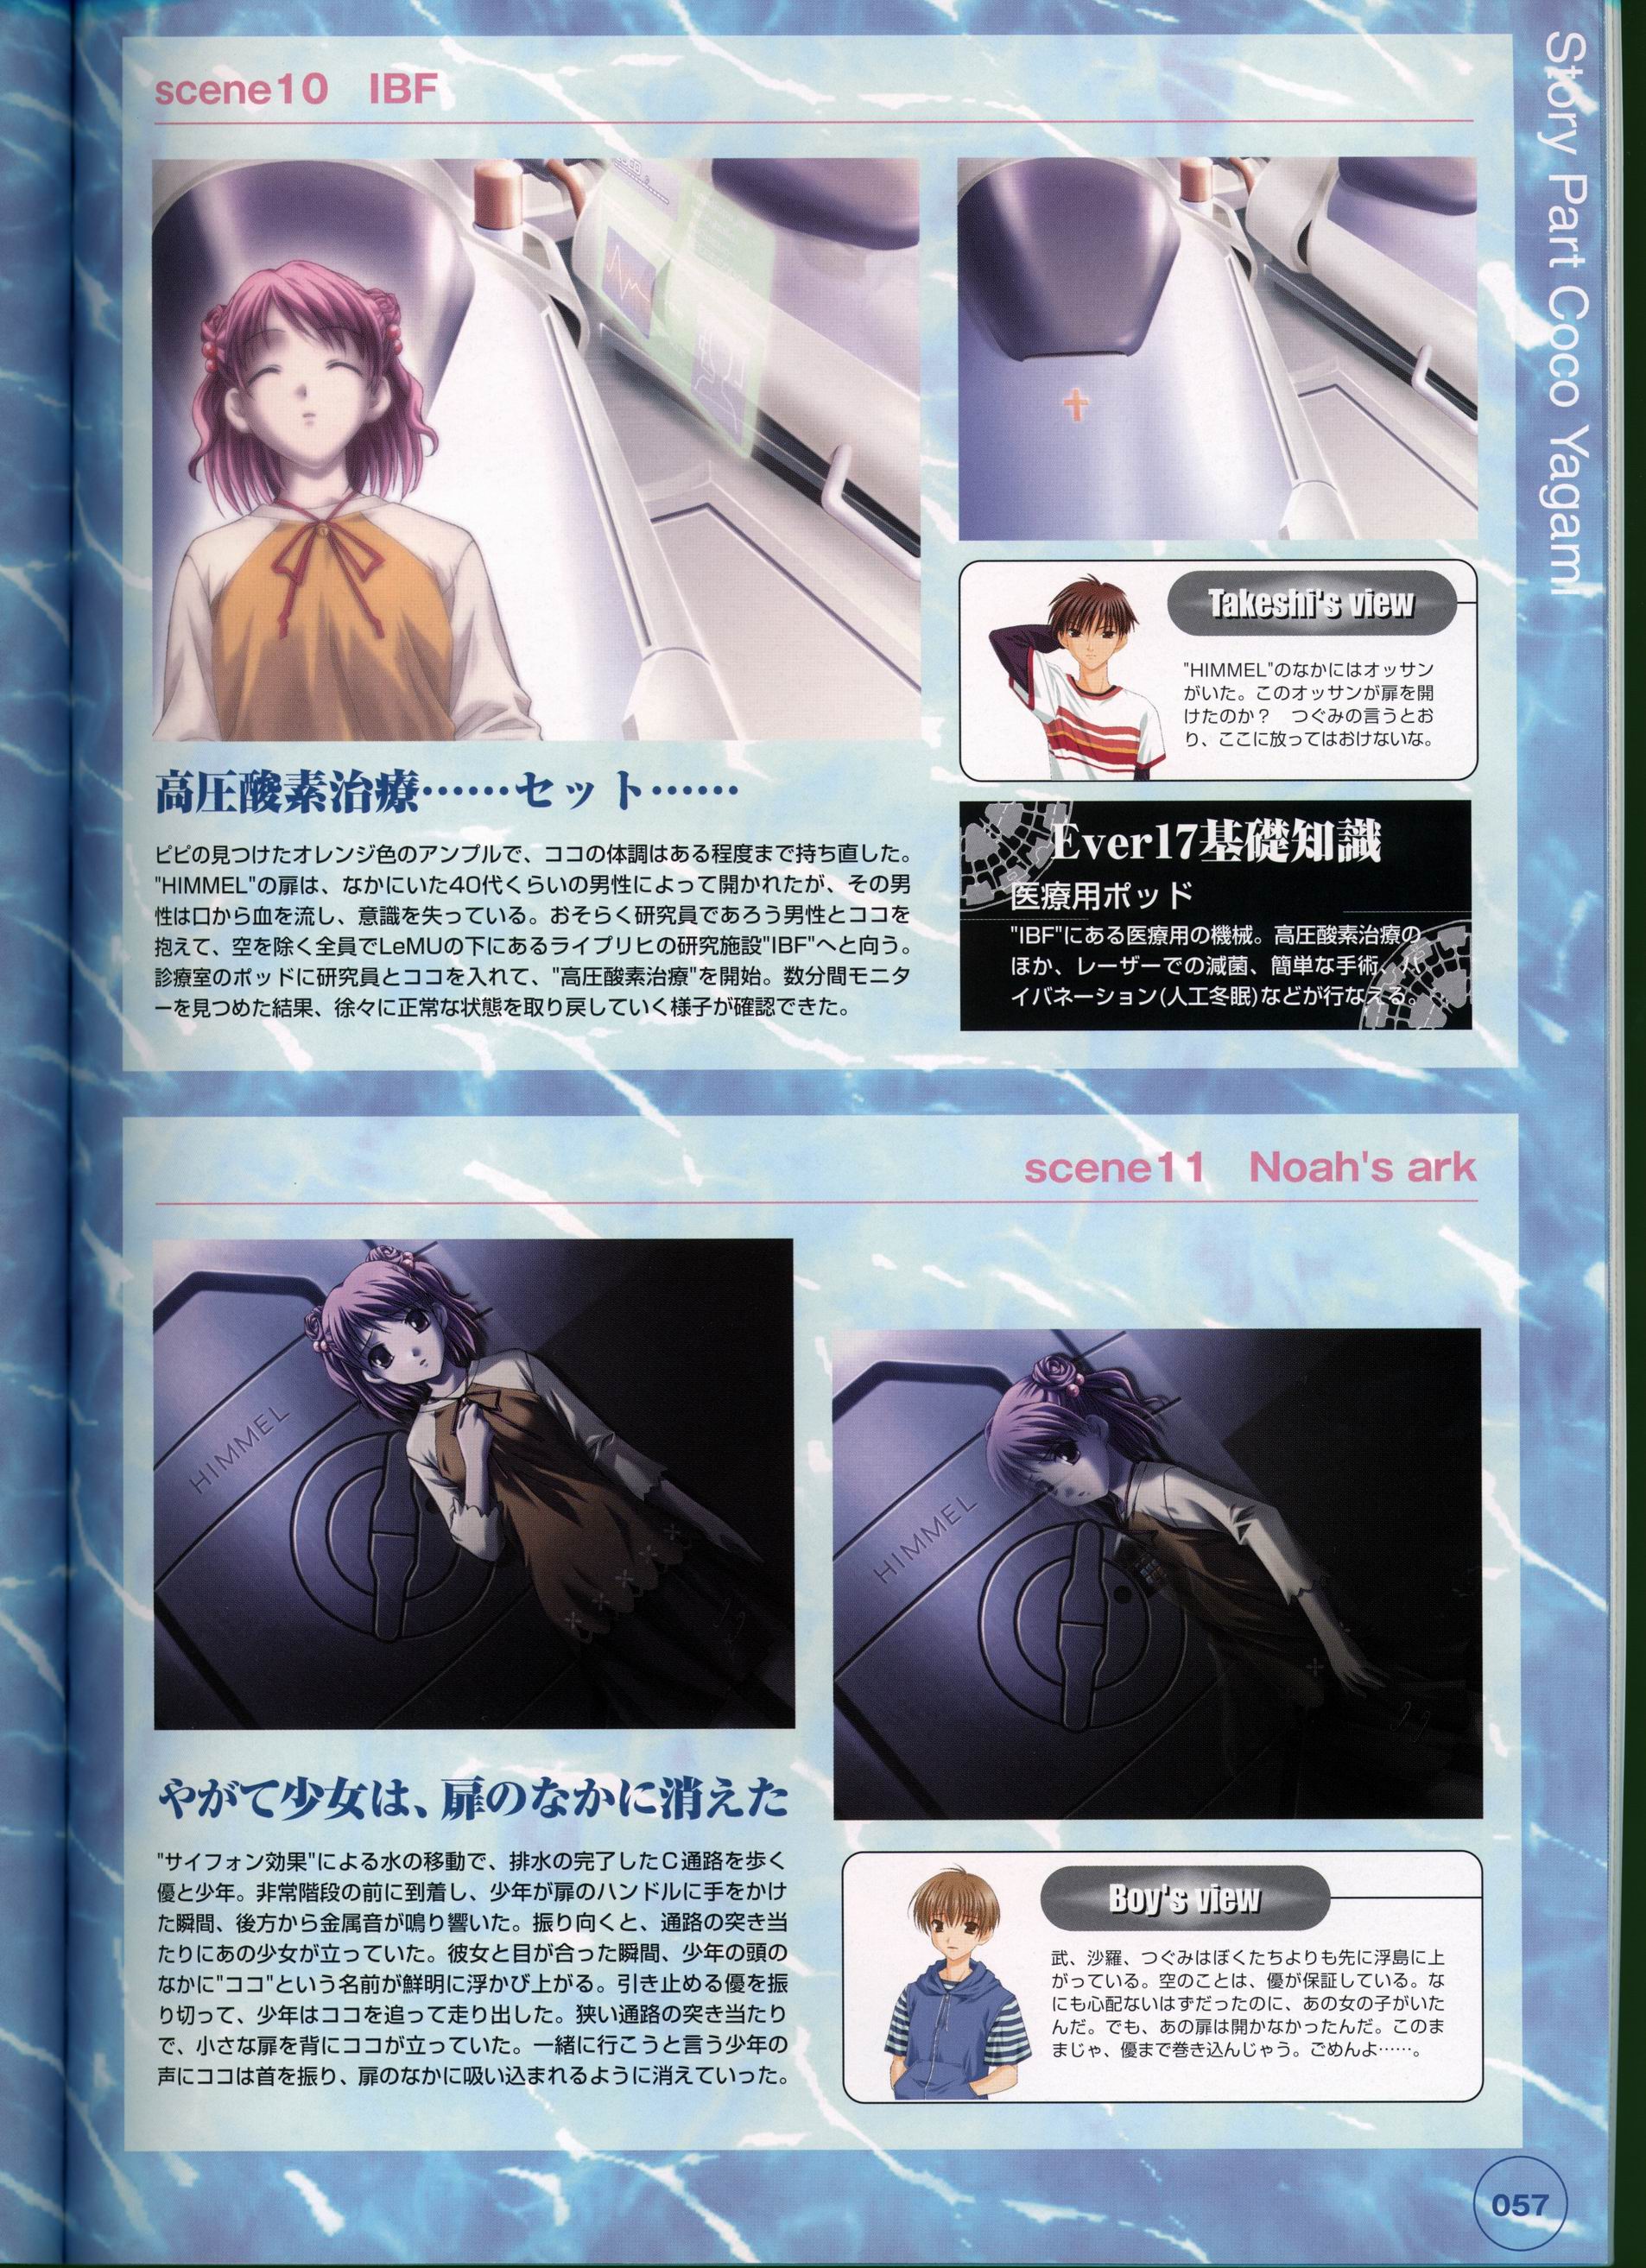 Story Part Coco Yagami
scene10 IBF
高圧酸素治療……セット……
ピピの見つけたオレンジ色のアンプルで、ココの体調はある程度まで持ち直した。
"HIMMEL"の扉は、なかにいた40代くらいの男性によって開かれたが、その男
性は口から血を流し、意識を失っている。おそらく研究員であろう男性とココを
抱えて、空を除く全員でLeMUの下にあるライプリヒの研究施設"IBF"へと向う。
診療室のポッドに研究員とココを入れて、"高圧酸素治療"を開始。数分間モニタ
ーを見つめた結果、徐々に正常な状態を取り戻していく様子が確認できた。
Takeshi's view
"HIMMEL"のなかにはオッサン
がいた。このオッサンが扉を開
けたのか？ つぐみの言うとお
り、ここに放ってはおけないな。
Ever17基礎知識
医療用ポッド
"IBF"にある医療用の機械。高圧酸素治療の
ほか、レーザーでの滅菌、簡単な手術、ハ
イバネーション(人工冬眠)などが行なえる。
scene11 Noah's ark
HIMMEL
HIMMEL
やがて少女は、扉のなかに消えた
"サイフォン効果"による水の移動で、排水の完了したC通路を歩く
優と少年。非常階段の前に到着し、少年が扉のハンドルに手をかけ
た瞬間、後方から金属音が鳴り響いた。振り向くと、通路の突き当
たりにあの少女が立っていた。彼女と目が合った瞬間、少年の頭の
なかに"ココ"という名前が鮮明に浮かび上がる。引き止める優を振
り切って、少年はココを追って走り出した。狭い通路の突き当たり
で、小さな扉を背にココが立っていた。一緒に行こうと言う少年の
声にココは首を振り、扉のなかに吸い込まれるように消えていった。
Boy's view
武、沙羅、つぐみはぼくたちよりも先に浮島に上
がっている。空のことは、優が保証している。な
にも心配ないはずだったのに、あの女の子がいた
んだ。でも、あの扉は開かなかったんだ。このま
まじゃ、優まで巻き込んじゃう。ごめんよ……。
057